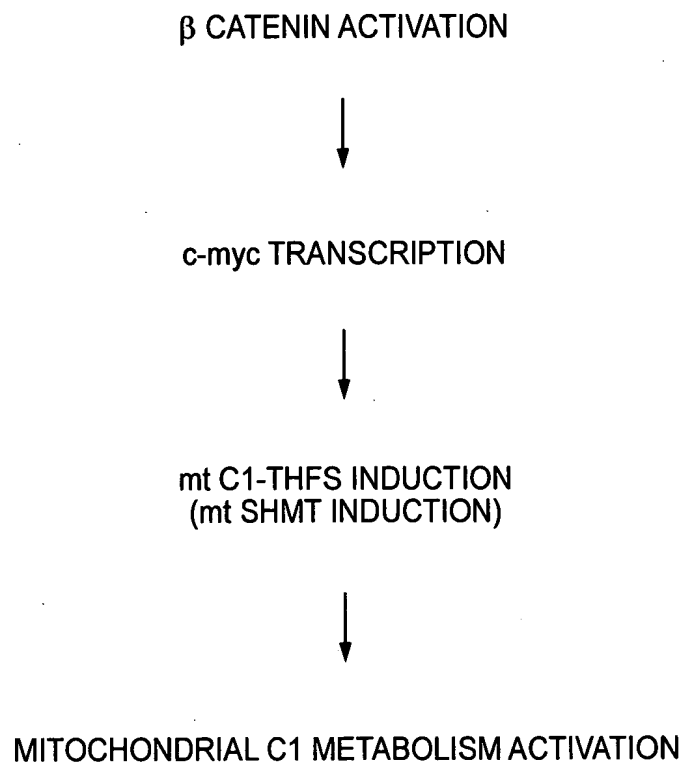 β CATENIN ACTIVATION
c-myc TRANSCRIPTION
mt C1-THFS INDUCTION
(mt SHMT INDUCTION)
MITOCHONDRIAL C1 METABOLISM ACTIVATION